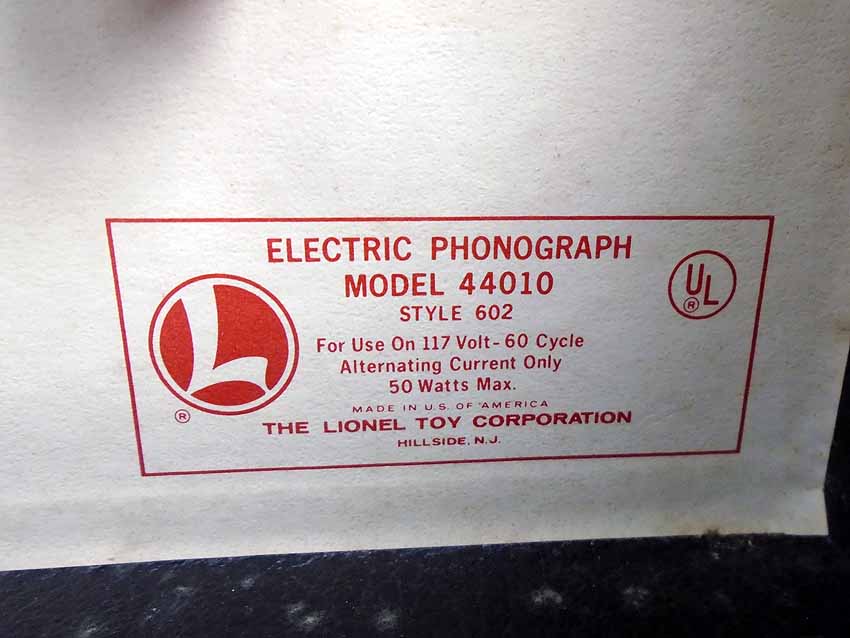 ELECTRIC PHONOGRAPH
MODEL 44010
STYLE 602
For Use On 117 Volt-60 Cycle
Alternating Current Only
50 Watts Max.
MADE IN U.S. OF AMERICA
THE LIONEL TOY CORPORATION
HILLSIDE, N.J.
L
®
UL
®